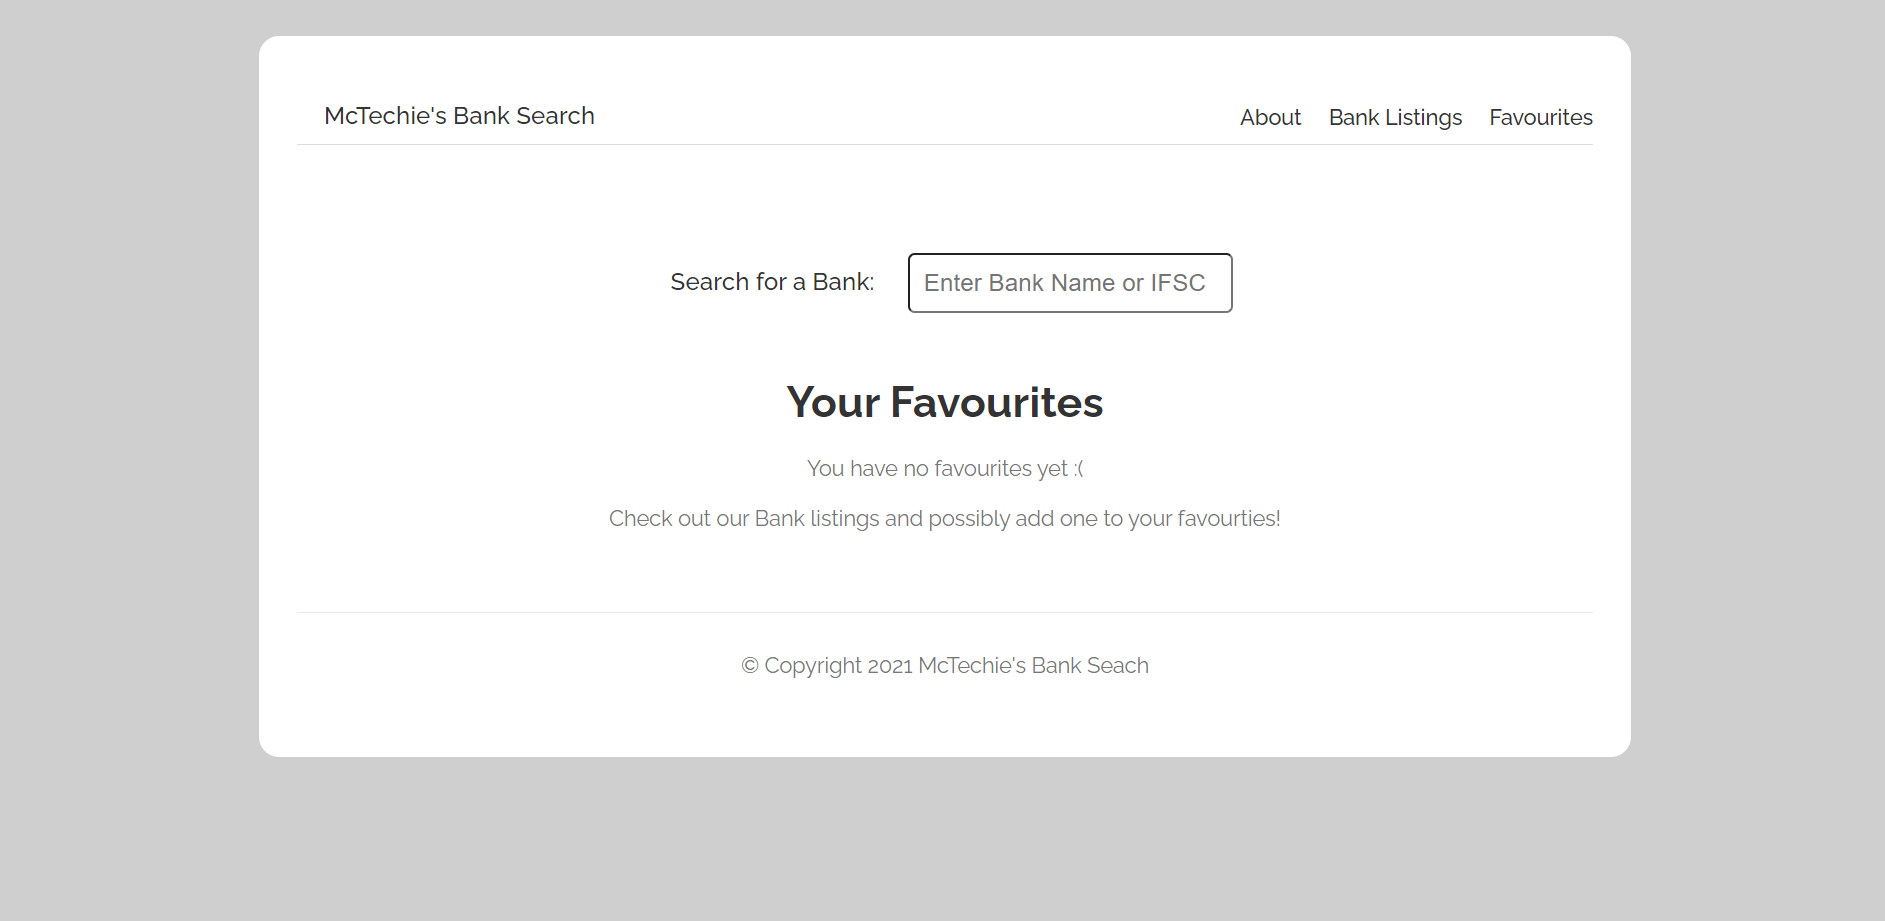 McTechie's Bank Search
About Bank Listings Favourites
Search for a Bank: Enter Bank Name or IFSC
Your Favourites
You have no favourites yet :(
Check out our Bank listings and possibly add one to your favourties!
© Copyright 2021 McTechie's Bank Seach